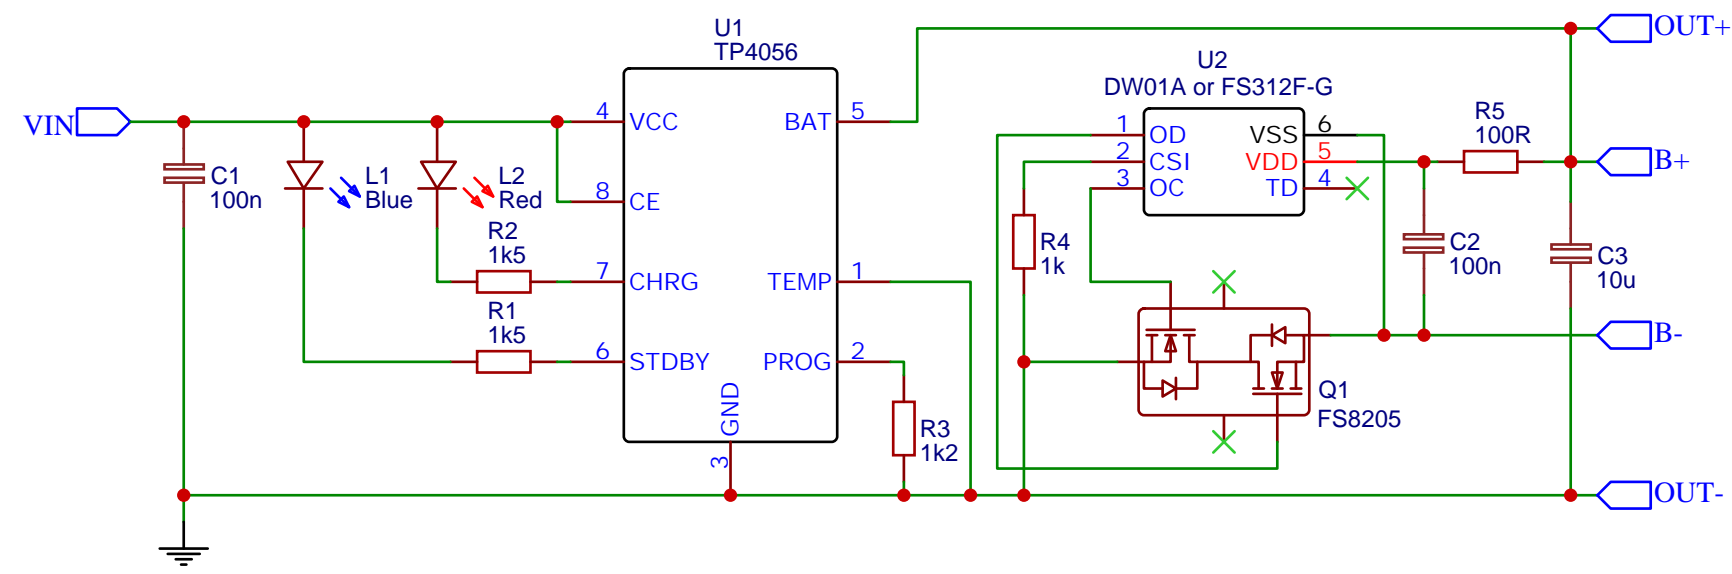 VIN
C1
100n
L1
Blue
L2
Red
R2
1k5
R1
1k5
U1
TP4056
4
VCC
8
CE
7
CHRG
6
STDBY
BAT
5
TEMP
1
PROG
2
GND
3
R3
1k2
U2
DW01A or FS312F-G
1
OD
2
CSI
3
OC
VSS
6
VDD
5
TD
4
R4
1k
Q1
FS8205
R5
100R
C2
100n
C3
10u
OUT+
B+
B-
OUT-